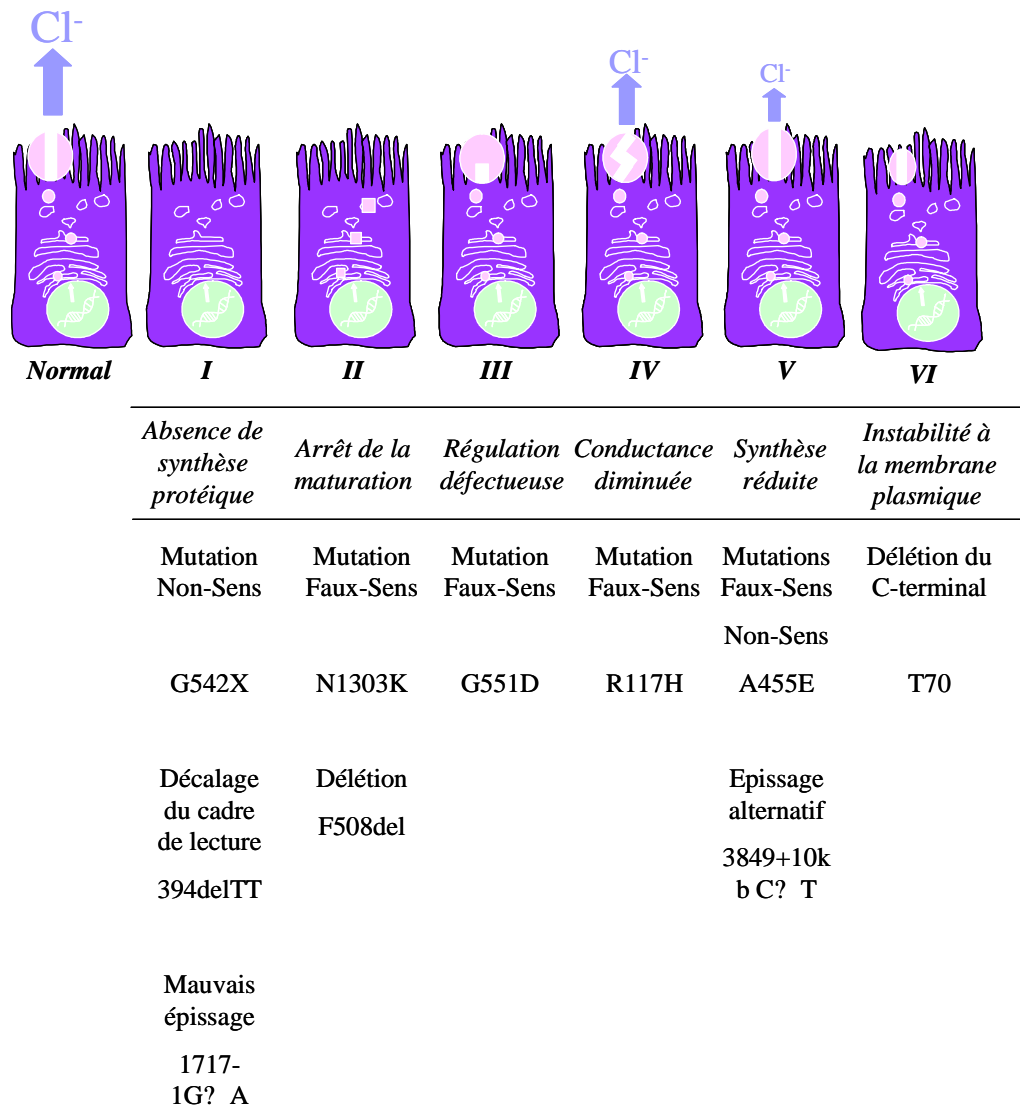 Cl-
Cl-
Cl-
Normal
I
II
III
IV
V
VI
Absence de
synthèse
protéique
Arrêt de la
maturation
Régulation
défectueuse
Conductance
diminuée
Synthèse
réduite
Instabilité à
la membrane
plasmique
Mutation
Non-Sens
Mutation
Faux-Sens
Mutation
Faux-Sens
Mutation
Faux-Sens
Mutations
Faux-Sens
Non-Sens
Délétion du
C-terminal
G542X
N1303K
G551D
R117H
A455E
T70
Décalage
du cadre
de lecture
394delTT
Délétion
F508del
Epissage
alternatif
3849+10k
b C? T
Mauvais
épissage
1717-
1G? A